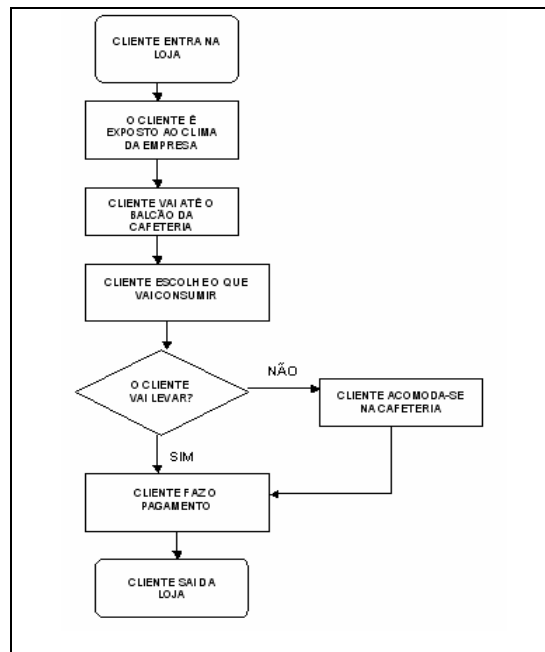 CLIENTE ENTRA NA
LOJA
O CLIENTE É
EXPOSTO AO CLIMA
DA EMPRESA
CLIENTE VAI ATÉ O
BALCÃO DA
CAFETERIA
CLIENTE ESCOLHE O QUE
VAI CONSUMIR
O CLIENTE
VAI LEVAR?
NÃO
CLIENTE ACOMODA-SE
NA CAFETERIA
SIM
CLIENTE FAZ O
PAGAMENTO
CLIENTE SAI DA
LOJA